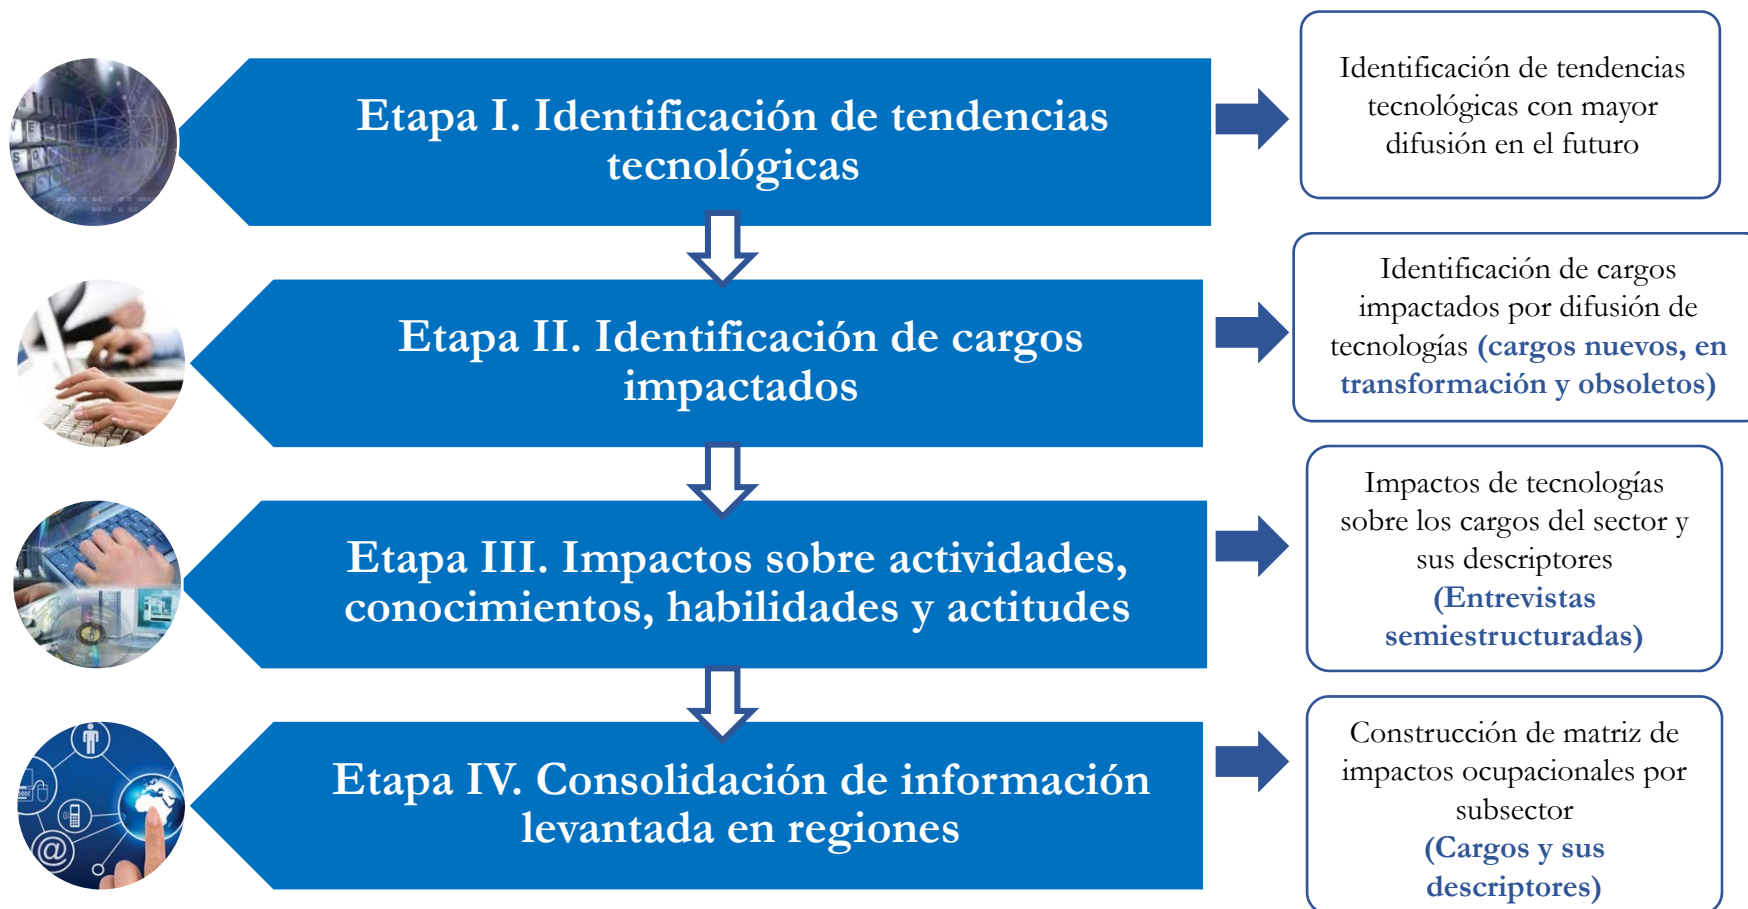 Etapa I. Identificación de tendencias
tecnológicas
Identificación de tendencias
tecnológicas con mayor
difusión en el futuro
Etapa II. Identificación de cargos
impactados
Identificación de cargos
impactados por difusión de
tecnologías (cargos nuevos, en
transformación y obsoletos)
Etapa III. Impactos sobre actividades,
conocimientos, habilidades y actitudes
Impactos de tecnologías
sobre los cargos del sector y
sus descriptores
(Entrevistas
semiestructuradas)
Etapa IV. Consolidación de información
levantada en regiones
Construcción de matriz de
impactos ocupacionales por
subsector
(Cargos y sus
descriptores)